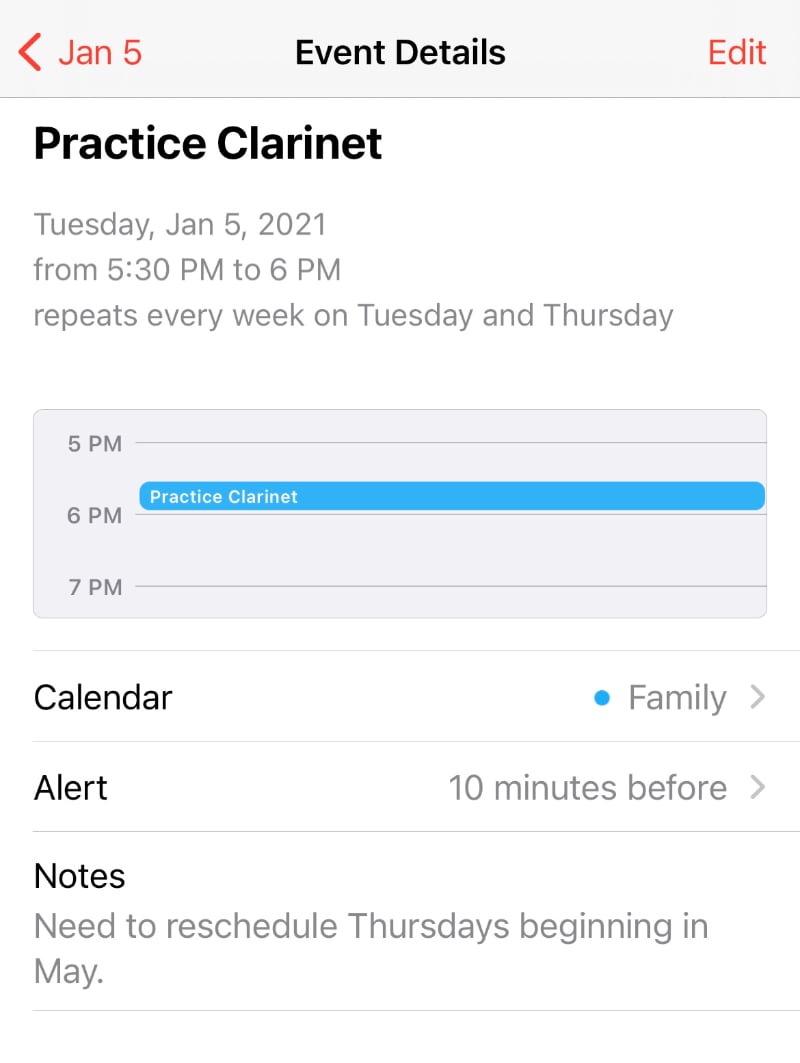 Jan 5 Event Details Edit
Practice Clarinet
Tuesday, Jan 5, 2021
from 5:30 PM to 6 PM
repeats every week on Tuesday and Thursday
5 PM
Practice Clarinet
6 PM
7 PM
Calendar Family
Alert 10 minutes before
Notes
Need to reschedule Thursdays beginning in
May.